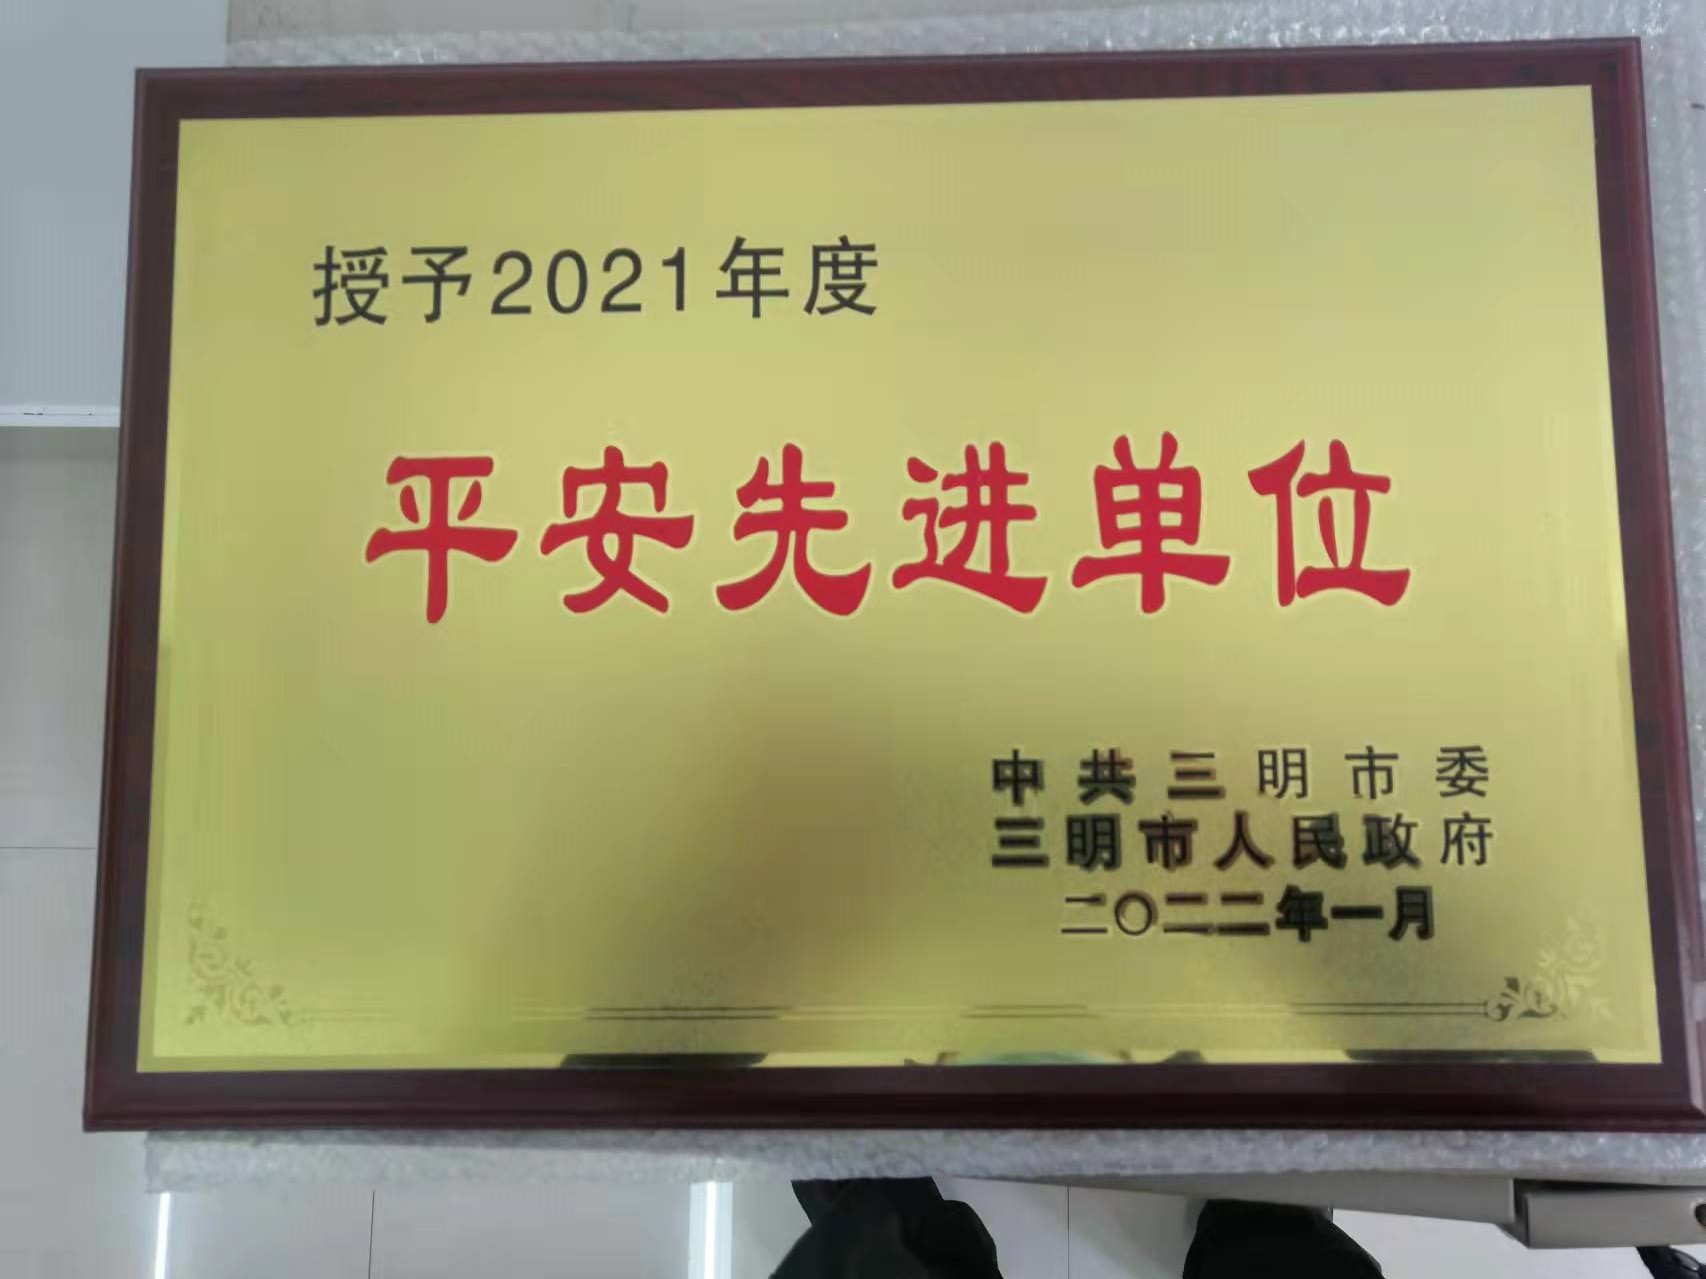 授予2021年度
平安先进单位
中共三明市委
三明市人民政府
二〇二二年一月